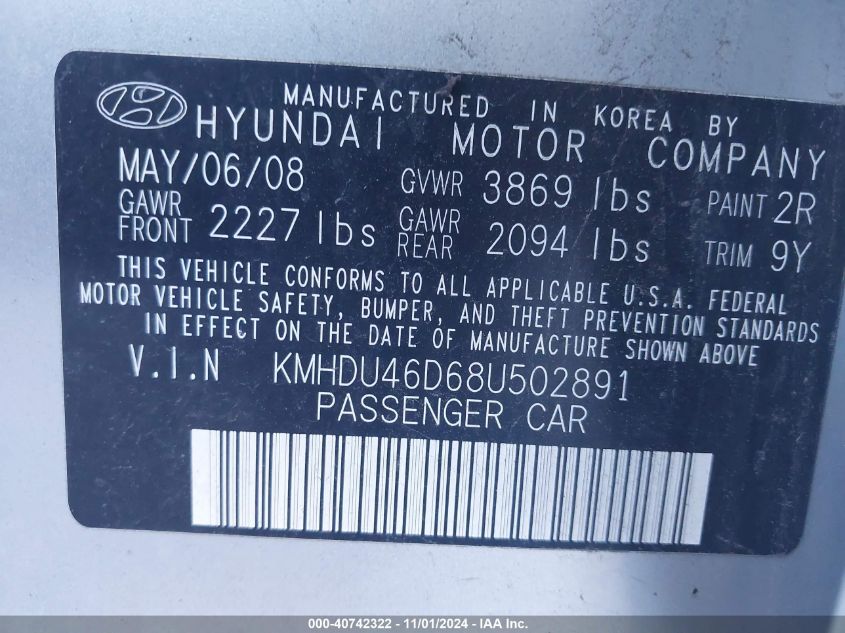 MANUFACTURED IN KOREA BY
HYUNDAI MOTOR COMPANY
MAY/06/08 GVWR 3869 lbs PAINT 2R
GAWR FRONT 2227 lbs GAWR REAR 2094 lbs TRIM 9Y
THIS VEHICLE CONFORMS TO ALL APPLICABLE U.S.A. FEDERAL
MOTOR VEHICLE SAFETY, BUMPER, AND THEFT PREVENTION STANDARDS
IN EFFECT ON THE DATE OF MANUFACTURE SHOWN ABOVE
V.I.N KMHDU46D68U502891
PASSENGER CAR
000-40742322 - 11/01/2024 - IAA Inc.